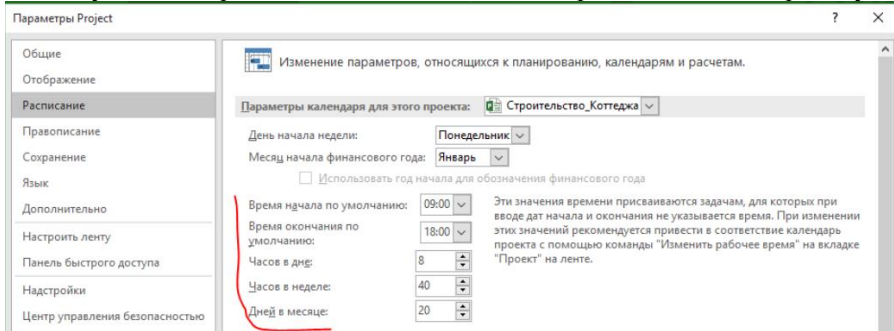 Параметры Project ? ×
Общие
Отображение
Расписание
Правописание
Сохранение
Язык
Дополнительно
Настроить ленту
Панель быстрого доступа
Надстройки
Центр управления безопасностью
Изменение параметров, относящихся к планированию, календарям и расчетам.
Параметры календаря для этого проекта: Строительство_Коттеджа
День начала недели: Понедельник
Месяц начала финансового года: Январь
Использовать год начала для обозначения финансового года
Время начала по умолчанию: 09:00
Время окончания по
умолчанию: 18:00
Часов в дне: 8
Часов в неделе: 40
Дней в месяце: 20
Эти значения времени присваиваются задачам, для которых при
вводе дат начала и окончания не указывается время. При изменении
этих значений рекомендуется привести в соответствие календарь
проекта с помощью команды "Изменить рабочее время" на вкладке
"Проект" на ленте.